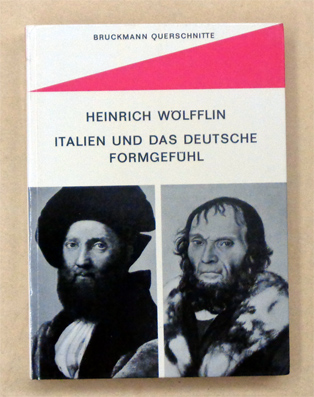 BRUCKMANN QUERSCHNITTE
HEINRICH WÖLFFLIN
ITALIEN UND DAS DEUTSCHE
FORMGEFÜHL